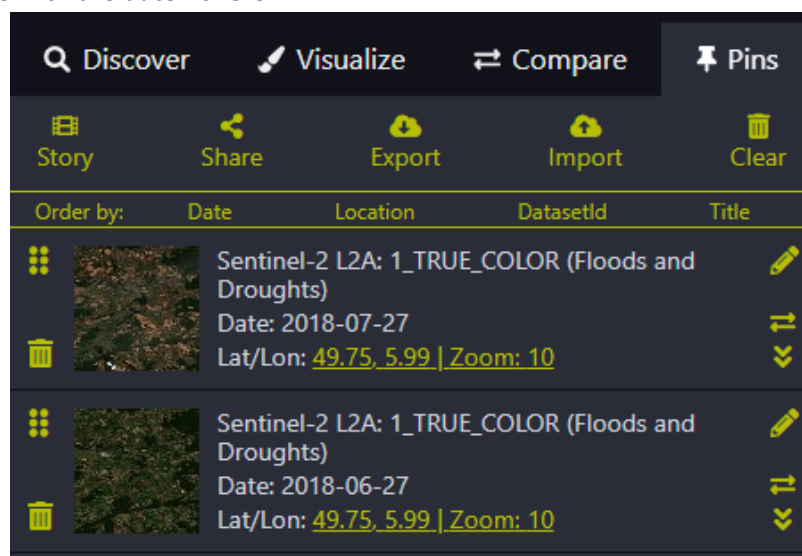 Discover Visualize Compare Pins
Story Share Export Import Clear
Order by: Date Location DatasetId Title
Sentinel-2 L2A: 1_TRUE_COLOR (Floods and
Droughts)
Date: 2018-07-27
Lat/Lon: 49.75, 5.99 | Zoom: 10
Sentinel-2 L2A: 1_TRUE_COLOR (Floods and
Droughts)
Date: 2018-06-27
Lat/Lon: 49.75, 5.99 | Zoom: 10